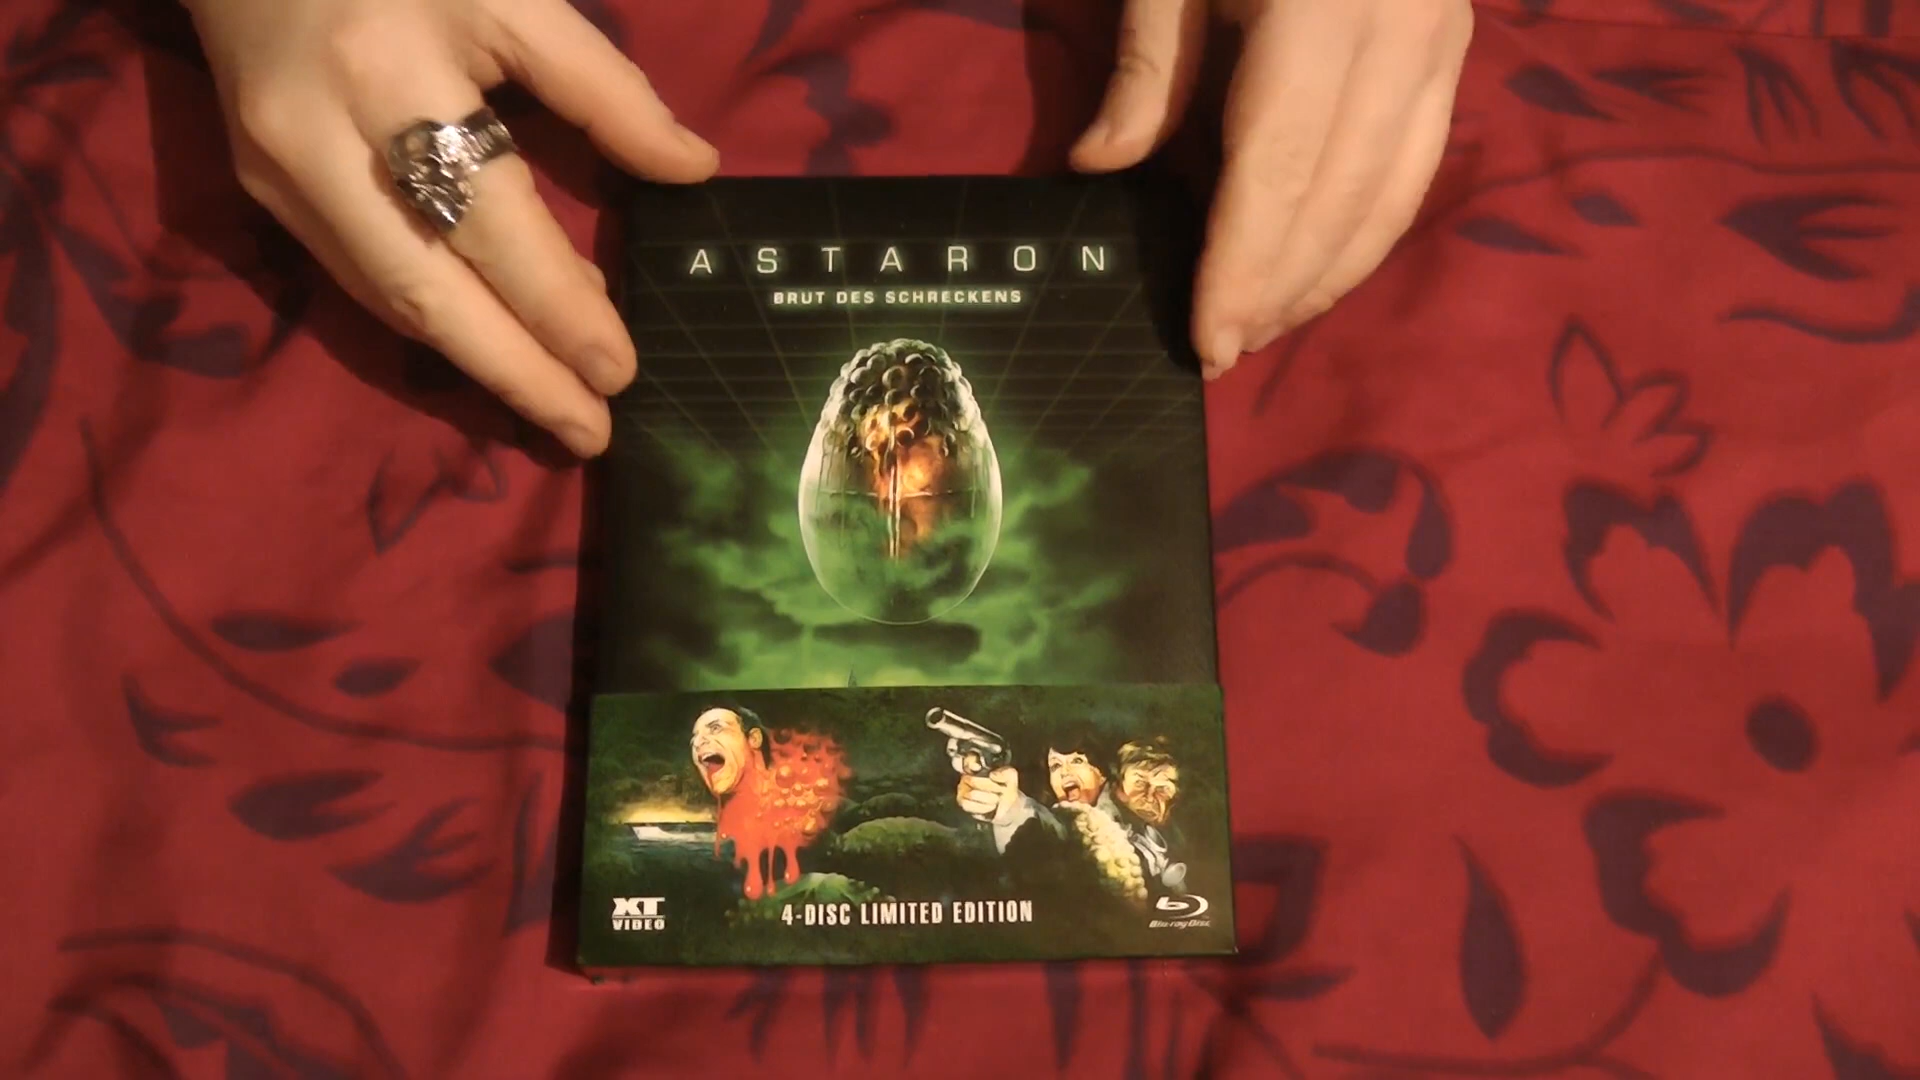 ASTARON
BRUT DES SCHRECKENS
XT
VIDEO
4-DISC LIMITED EDITION
Blu-ray Disc